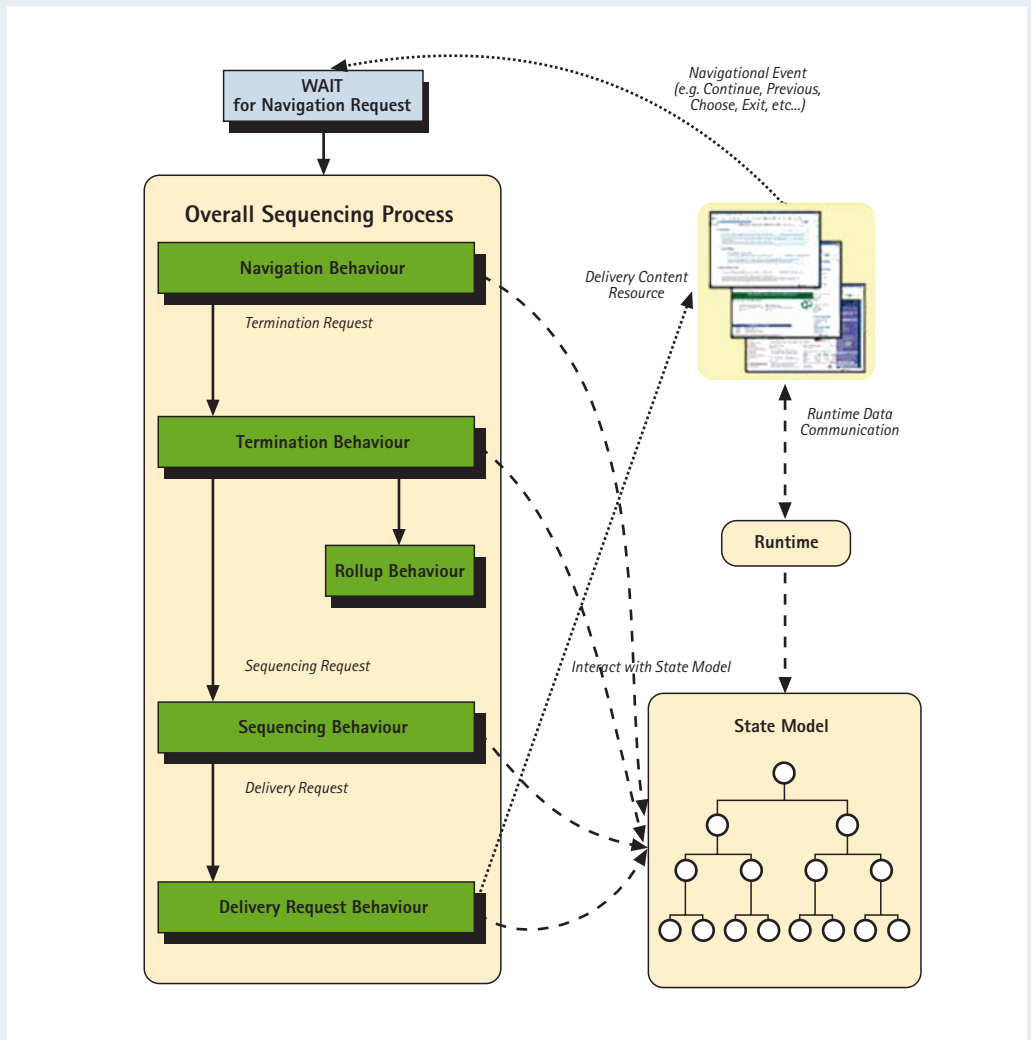 WAIT
for Navigation Request
Navigational Event
(e.g. Continue, Previous,
Choose, Exit, etc...)
Overall Sequencing Process
Navigation Behaviour
Termination Request
Delivery Content
Resource
Termination Behaviour
Runtime Data
Communication
Runtime
Rollup Behaviour
Sequencing Request
Interact with State Model
Sequencing Behaviour
State Model
Delivery Request
Delivery Request Behaviour